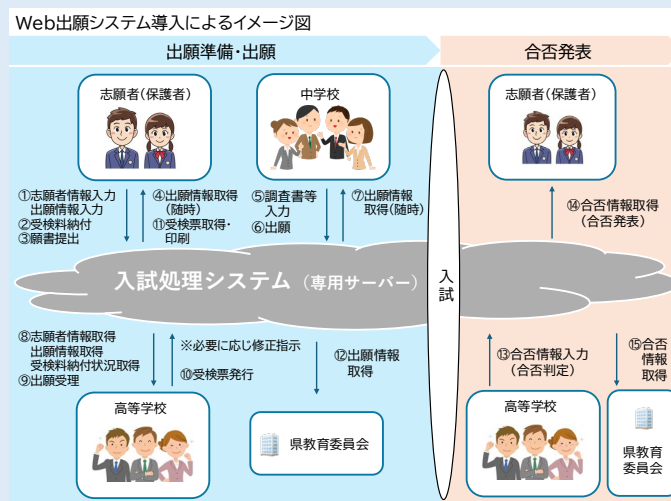 Web出願システム導入によるイメージ図
出願準備・出願
合否発表
志願者(保護者)
中学校
志願者(保護者)
①志願者情報入力
出願情報入力
②受検料納付
③願書提出
④出願情報取得
(随時)
⑪受検票取得・
印刷
⑤調査書等
入力
⑥出願
⑦出願情報
取得(随時)
⑭合否情報取得
(合否発表)
入試処理システム(専用サーバー)
入試
⑧志願者情報取得
出願情報取得
受検料納付状況取得
⑨出願受理
※必要に応じ修正指示
⑩受検票発行
⑫出願情報
取得
⑬合否情報入力
(合否判定)
⑮合否
情報
取得
高等学校
県教育委員会
高等学校
県教育
委員会